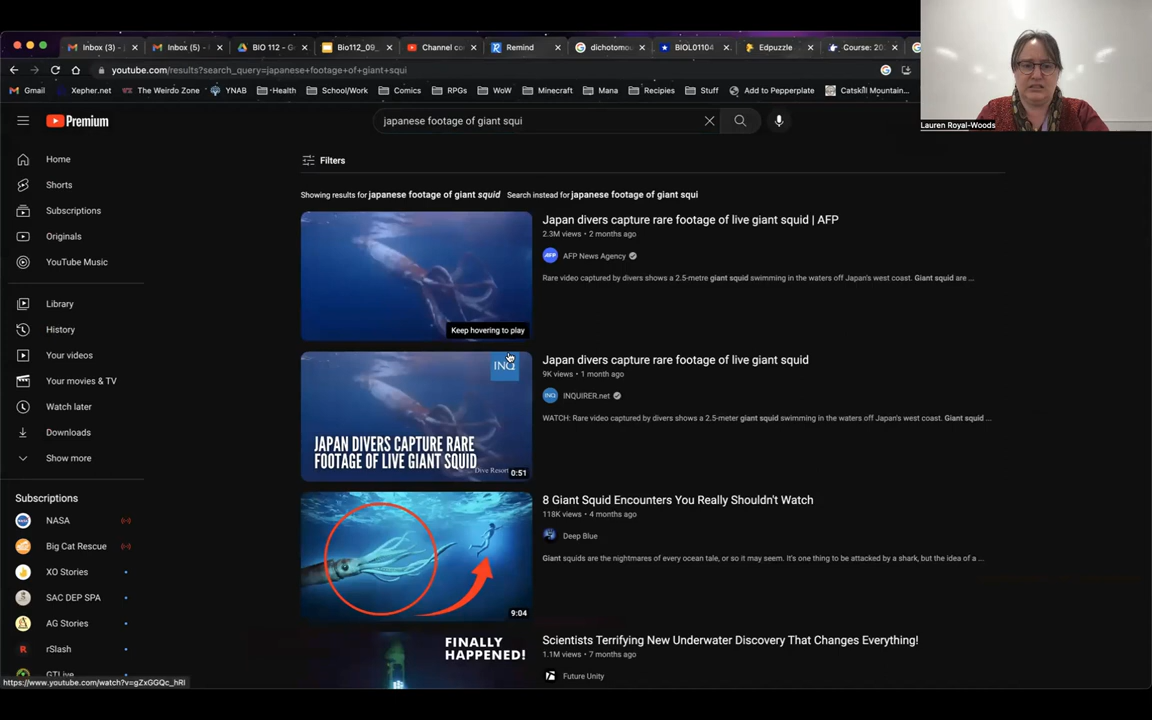 Inbox (3) -
Inbox (5) -
BIO 112 - G
Bio112_09_
Channel co
Remind
dichotomou
BIOL01104
Edpuzzle
Course: 20
youtube.com/results?search_query=japanese+footage+of+giant+squi
Gmail
Xepher.net
The Weirdo Zone
YNAB
Health
School/Work
Comics
RPGs
WoW
Minecraft
Mana
Recipies
Stuff
Add to Pepperplate
Catskill Mountain...
Lauren Royal-Woods
Premium
japanese footage of giant squi
Home
Shorts
Subscriptions
Originals
YouTube Music
Library
History
Your videos
Your movies & TV
Watch later
Downloads
Show more
Subscriptions
NASA
Big Cat Rescue
XO Stories
SAC DEP SPA
AG Stories
rSlash
GTLive
https://www.youtube.com/watch?v=gZxGGQc_hRI
Filters
Showing results for japanese footage of giant squid Search instead for japanese footage of giant squi
Keep hovering to play
Japan divers capture rare footage of live giant squid | AFP
2.3M views • 2 months ago
AFP AFP News Agency
Rare video captured by divers shows a 2.5-metre giant squid swimming in the waters off Japan's west coast. Giant squid are ...
INQ
JAPAN DIVERS CAPTURE RARE
FOOTAGE OF LIVE GIANT SQUID
Dive Resort
0:51
Japan divers capture rare footage of live giant squid
9K views • 1 month ago
INQ INQUIRER.net
WATCH: Rare video captured by divers shows a 2.5-meter giant squid swimming in the waters off Japan's west coast. Giant squid ...
9:04
8 Giant Squid Encounters You Really Shouldn't Watch
118K views • 4 months ago
Deep Blue
Giant squids are the nightmares of every ocean tale, or so it may seem. It's one thing to be attacked by a shark, but the idea of a ...
FINALLY
HAPPENED!
Scientists Terrifying New Underwater Discovery That Changes Everything!
1.1M views • 7 months ago
Future Unity